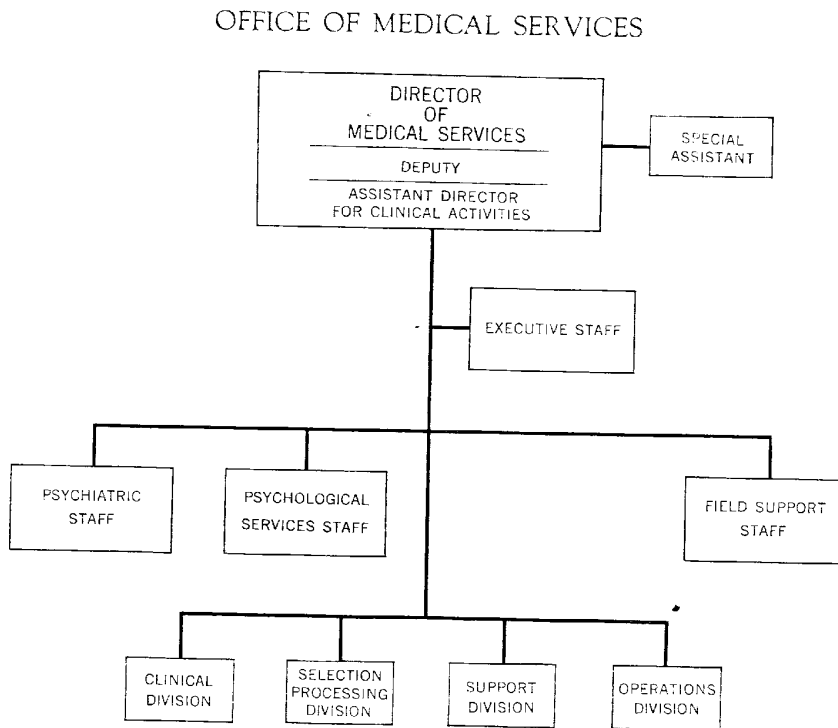 OFFICE OF MEDICAL SERVICES
DIRECTOR
OF
MEDICAL SERVICES
DEPUTY
ASSISTANT DIRECTOR
FOR CLINICAL ACTIVITIES
SPECIAL
ASSISTANT
EXECUTIVE STAFF
PSYCHIATRIC
STAFF
PSYCHOLOGICAL
SERVICES STAFF
FIELD SUPPORT
STAFF
CLINICAL
DIVISION
SELECTION
PROCESSING
DIVISION
SUPPORT
DIVISION
OPERATIONS
DIVISION